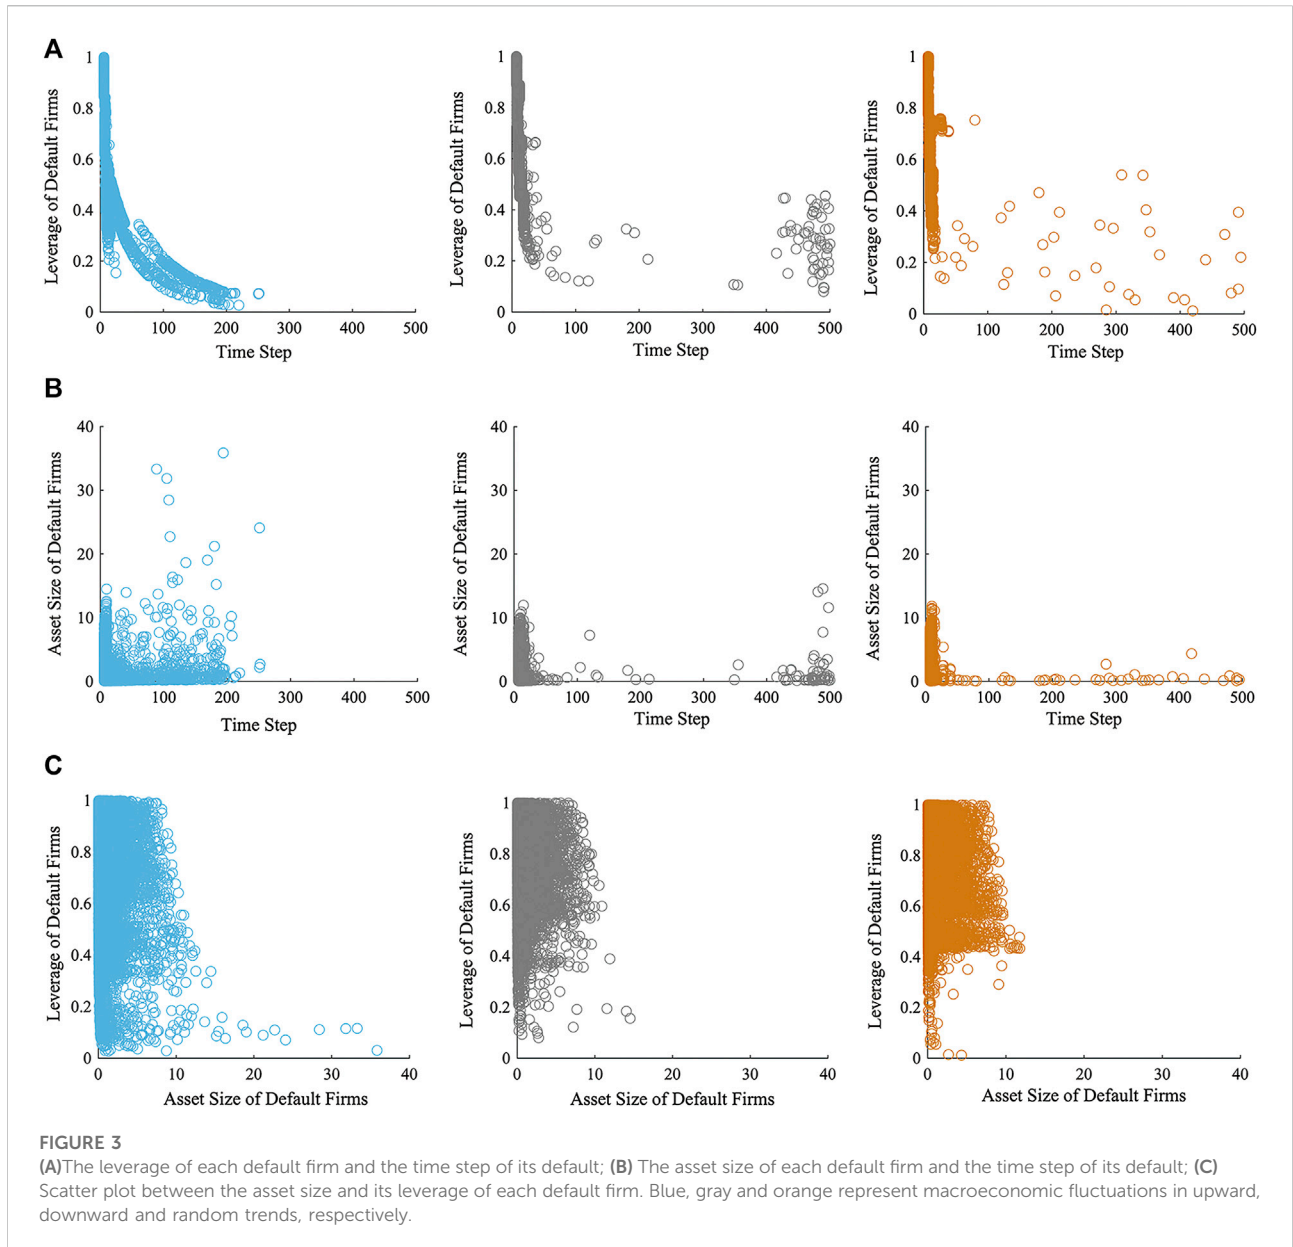 A
Leverage of Default Firms
1
0.8
0.6
0.4
0.2
0
0 100 200 300 400 500
Time Step
Leverage of Default Firms
1
0.8
0.6
0.4
0.2
0
0 100 200 300 400 500
Time Step
Leverage of Default Firms
1
0.8
0.6
0.4
0.2
0
0 100 200 300 400 500
Time Step
B
Asset Size of Default Firms
40
30
20
10
0
0 100 200 300 400 500
Time Step
Asset Size of Default Firms
40
30
20
10
0
0 100 200 300 400 500
Time Step
Asset Size of Default Firms
40
30
20
10
0
0 100 200 300 400 500
Time Step
C
Leverage of Default Firms
1
0.8
0.6
0.4
0.2
0
0 10 20 30 40
Asset Size of Default Firms
Leverage of Default Firms
1
0.8
0.6
0.4
0.2
0
0 10 20 30 40
Asset Size of Default Firms
Leverage of Default Firms
1
0.8
0.6
0.4
0.2
0
0 10 20 30 40
Asset Size of Default Firms
FIGURE 3
(A)The leverage of each default firm and the time step of its default; (B) The asset size of each default firm and the time step of its default; (C)
Scatter plot between the asset size and its leverage of each default firm. Blue, gray and orange represent macroeconomic fluctuations in upward,
downward and random trends, respectively.